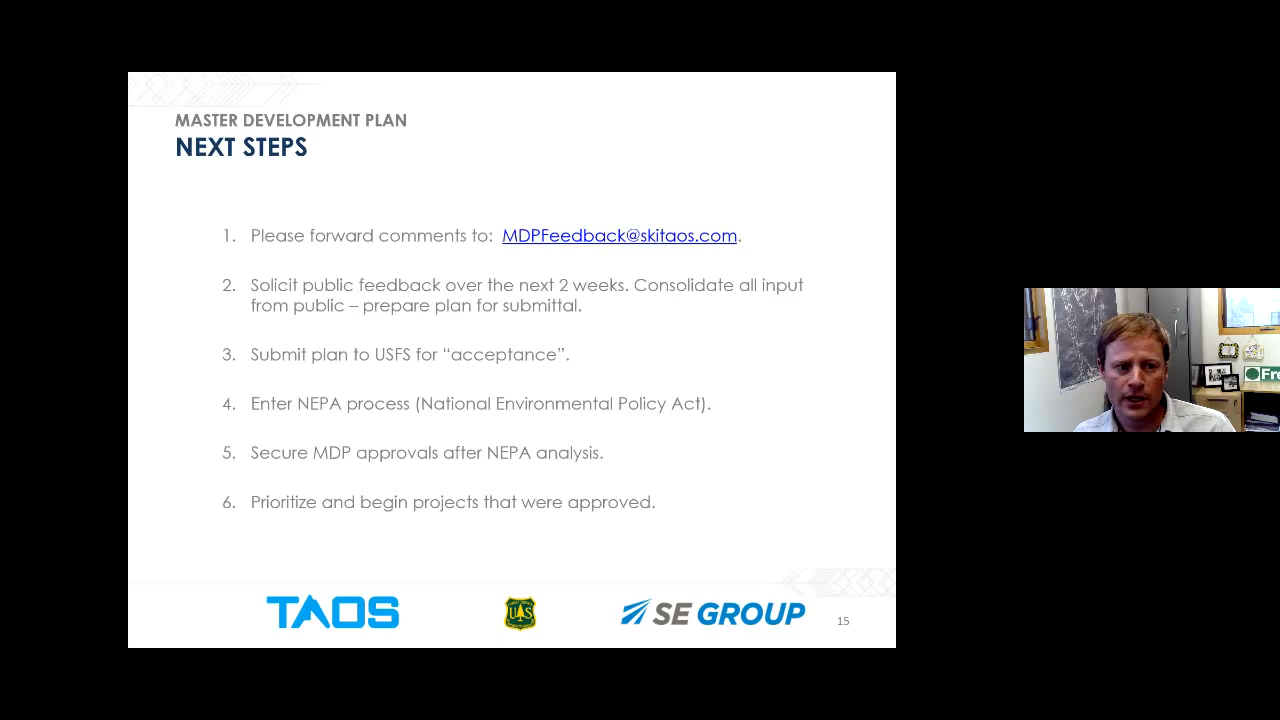 MASTER DEVELOPMENT PLAN
NEXT STEPS
1. Please forward comments to: MDPFeedback@skitaos.com.
2. Solicit public feedback over the next 2 weeks. Consolidate all input
from public – prepare plan for submittal.
3. Submit plan to USFS for “acceptance”.
4. Enter NEPA process (National Environmental Policy Act).
5. Secure MDP approvals after NEPA analysis.
6. Prioritize and begin projects that were approved.
TAOS
U S
SE GROUP
15
Fre